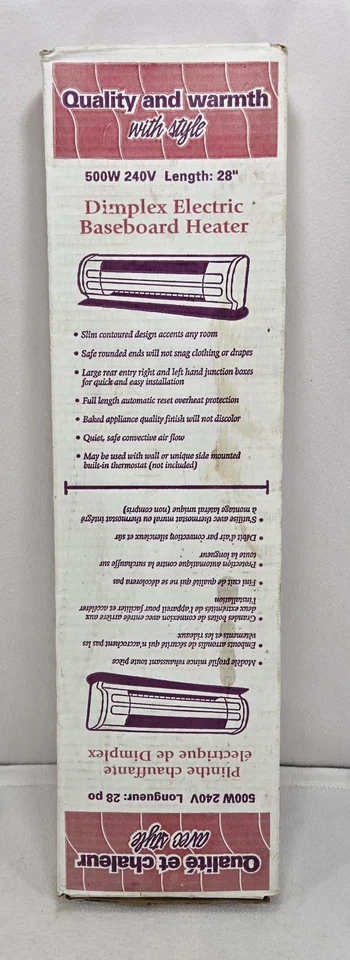 Quality and warmth
with style
500W 240V Length: 28"
Dimplex Electric
Baseboard Heater
• Slim contoured design accents any room
• Safe rounded ends will not snag clothing or drapes
• Large rear entry right and left hand junction boxes
for quick and easy installation
• Full length automatic reset overheat protection
• Baked appliance quality finish will not discolor
• Quiet, safe convective air flow
• May be used with wall or unique side mounted
built-in thermostat (not included)
Qualité et chaleur
avec style
500W 240V Longueur: 28 po
Plinthe chauffante
électrique de Dimplex
• Modèle profilé mince rehaussant toute pièce
• Embouts arrondis de sécurité qui n'accrochent pas les
vêtements et les rideaux
• Grandes boîtes de connexion avec entrée arrière aux
deux extrémités de l'appareil pour faciliter et accélérer
l'installation
• Fini cuit de qualité qui ne se décolorera pas
• Protection automatique contre la surchauffe sur
toute la longueur
• Débit d'air par convection silencieux et sûr
• S'utilise avec thermostat mural ou thermostat intégré
à montage latéral unique (non compris)